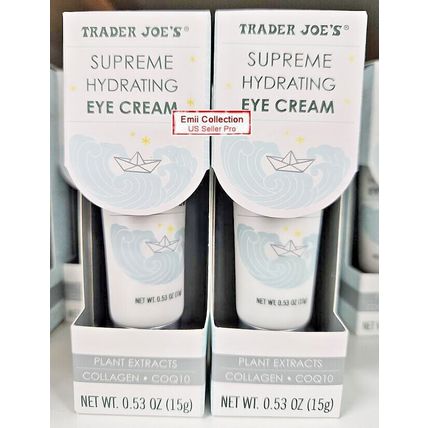 TRADER JOE'S®
SUPREME
HYDRATING
EYE CREAM
NET WT. 0.53 OZ (15g)
PLANT EXTRACTS
COLLAGEN • COQ10
NET WT. 0.53 OZ (15g)
Emii Collection
US Seller Pro
TRADER JOE'S®
SUPREME
HYDRATING
EYE CREAM
NET WT. 0.53 OZ (15g)
PLANT EXTRACTS
COLLAGEN • COQ10
NET WT. 0.53 OZ (15g)